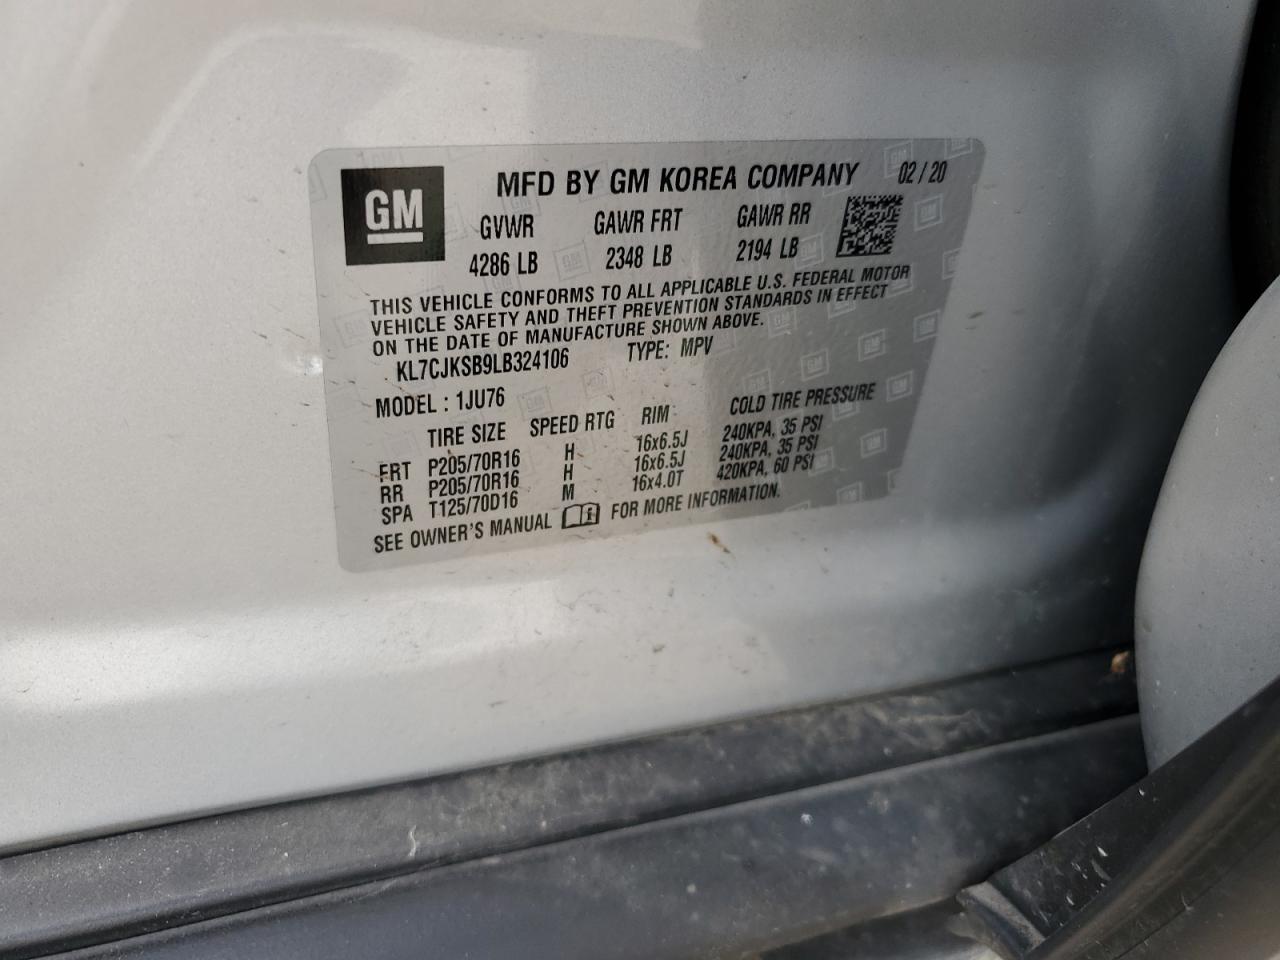 GM
MFD BY GM KOREA COMPANY 02 / 20
GVWR GAWR FRT GAWR RR
4286 LB 2348 LB 2194 LB
THIS VEHICLE CONFORMS TO ALL APPLICABLE U.S. FEDERAL MOTOR
VEHICLE SAFETY AND THEFT PREVENTION STANDARDS IN EFFECT
ON THE DATE OF MANUFACTURE SHOWN ABOVE.
KL7CJKSB9LB324106 TYPE: MPV
MODEL : 1JU76
TIRE SIZE SPEED RTG RIM COLD TIRE PRESSURE
FRT P205/70R16 H 16x6.5J 240KPA, 35 PSI
RR P205/70R16 H 16x6.5J 240KPA, 35 PSI
SPA T125/70D16 M 16x4.0T 420KPA, 60 PSI
SEE OWNER'S MANUAL FOR MORE INFORMATION.